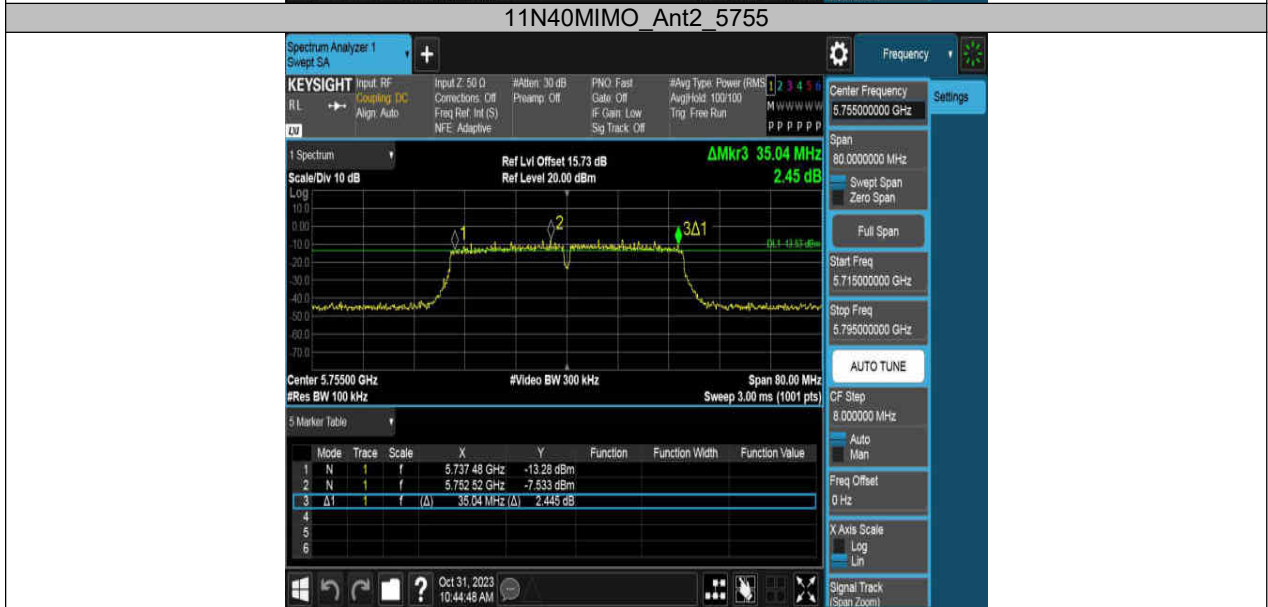 11N40MIMO_Ant2_5755
Spectrum Analyzer 1
Swept SA
+
Frequency
KEYSIGHT
RL
LXI
Input: RF
Coupling: DC
Align: Auto
Input Z: 50 Ω
Corrections: Off
Freq Ref: Int (S)
NFE: Adaptive
#Atten: 30 dB
Preamp: Off
PNO: Fast
Gate: Off
IF Gain: Low
Sig Track: Off
#Avg Type: Power (RMS
Avg|Hold: 100/100
Trig: Free Run
1 2 3 4 5 6
M W W W W W
P P P P P P
Center Frequency
5.755000000 GHz
Settings
Span
80.0000000 MHz
Swept Span
Zero Span
Full Span
Start Freq
5.715000000 GHz
Stop Freq
5.795000000 GHz
AUTO TUNE
CF Step
8.000000 MHz
Auto
Man
Freq Offset
0 Hz
X Axis Scale
Log
Lin
Signal Track
(Span Zoom)
1 Spectrum
Scale/Div 10 dB
Ref Lvl Offset 15.73 dB
Ref Level 20.00 dBm
ΔMkr3 35.04 MHz
2.45 dB
Log
10.0
0.00
-10.0
-20.0
-30.0
-40.0
-50.0
-60.0
-70.0
1
2
3Δ1
DL1 -13.53 dBm
Center 5.75500 GHz
#Video BW 300 kHz
Span 80.00 MHz
#Res BW 100 kHz
Sweep 3.00 ms (1001 pts)
5 Marker Table
Mode Trace Scale X Y Function Function Width Function Value
1 N 1 f 5.737 48 GHz -13.28 dBm
2 N 1 f 5.752 52 GHz -7.533 dBm
3 Δ1 1 f (Δ) 35.04 MHz (Δ) 2.445 dB
4
5
6
?
Oct 31, 2023
10:44:48 AM